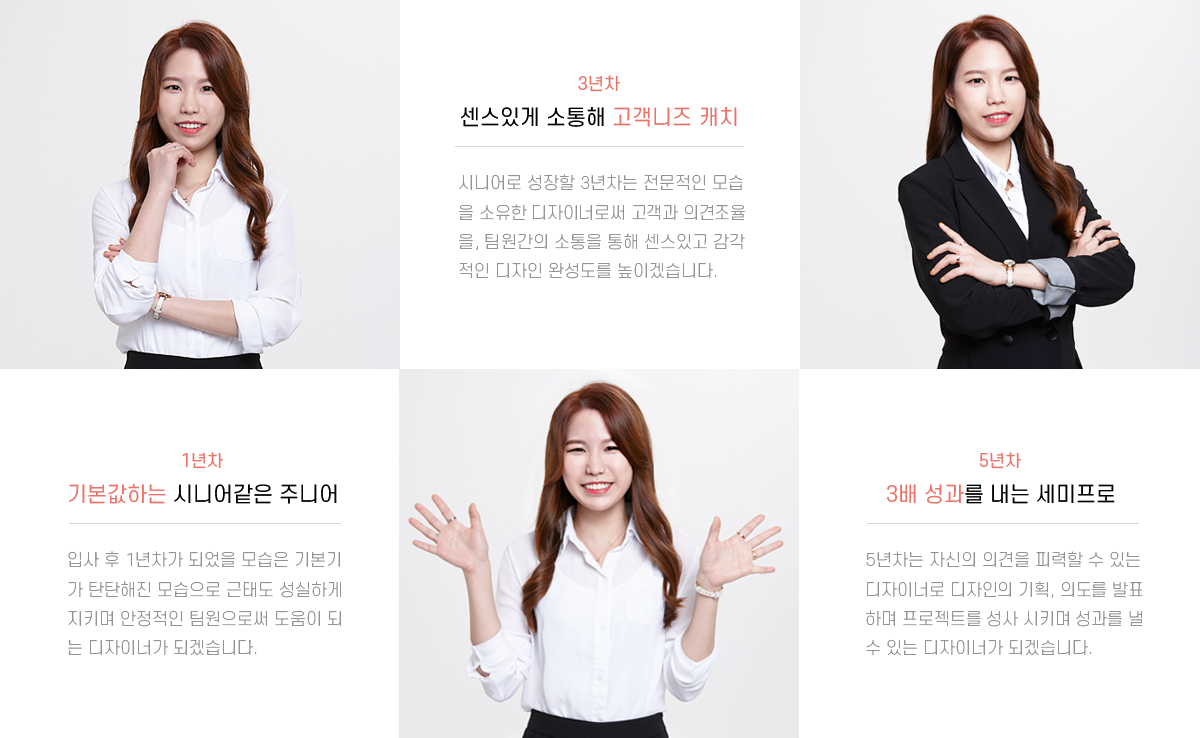 3년차
센스있게 소통해 고객니즈 캐치
시니어로 성장할 3년차는 전문적인 모습
을 소유한 디자이너로써 고객과 의견조율
을, 팀원간의 소통을 통해 센스있고 감각
적인 디자인 완성도를 높이겠습니다.
1년차
기본값하는 시니어같은 주니어
입사 후 1년차가 되었을 모습은 기본기
가 탄탄해진 모습으로 근태도 성실하게
지키며 안정적인 팀원으로써 도움이 되
는 디자이너가 되겠습니다.
5년차
3배 성과를 내는 세미프로
5년차는 자신의 의견을 피력할 수 있는
디자이너로 디자인의 기획, 의도를 발표
하며 프로젝트를 성사 시키며 성과를 낼
수 있는 디자이너가 되겠습니다.